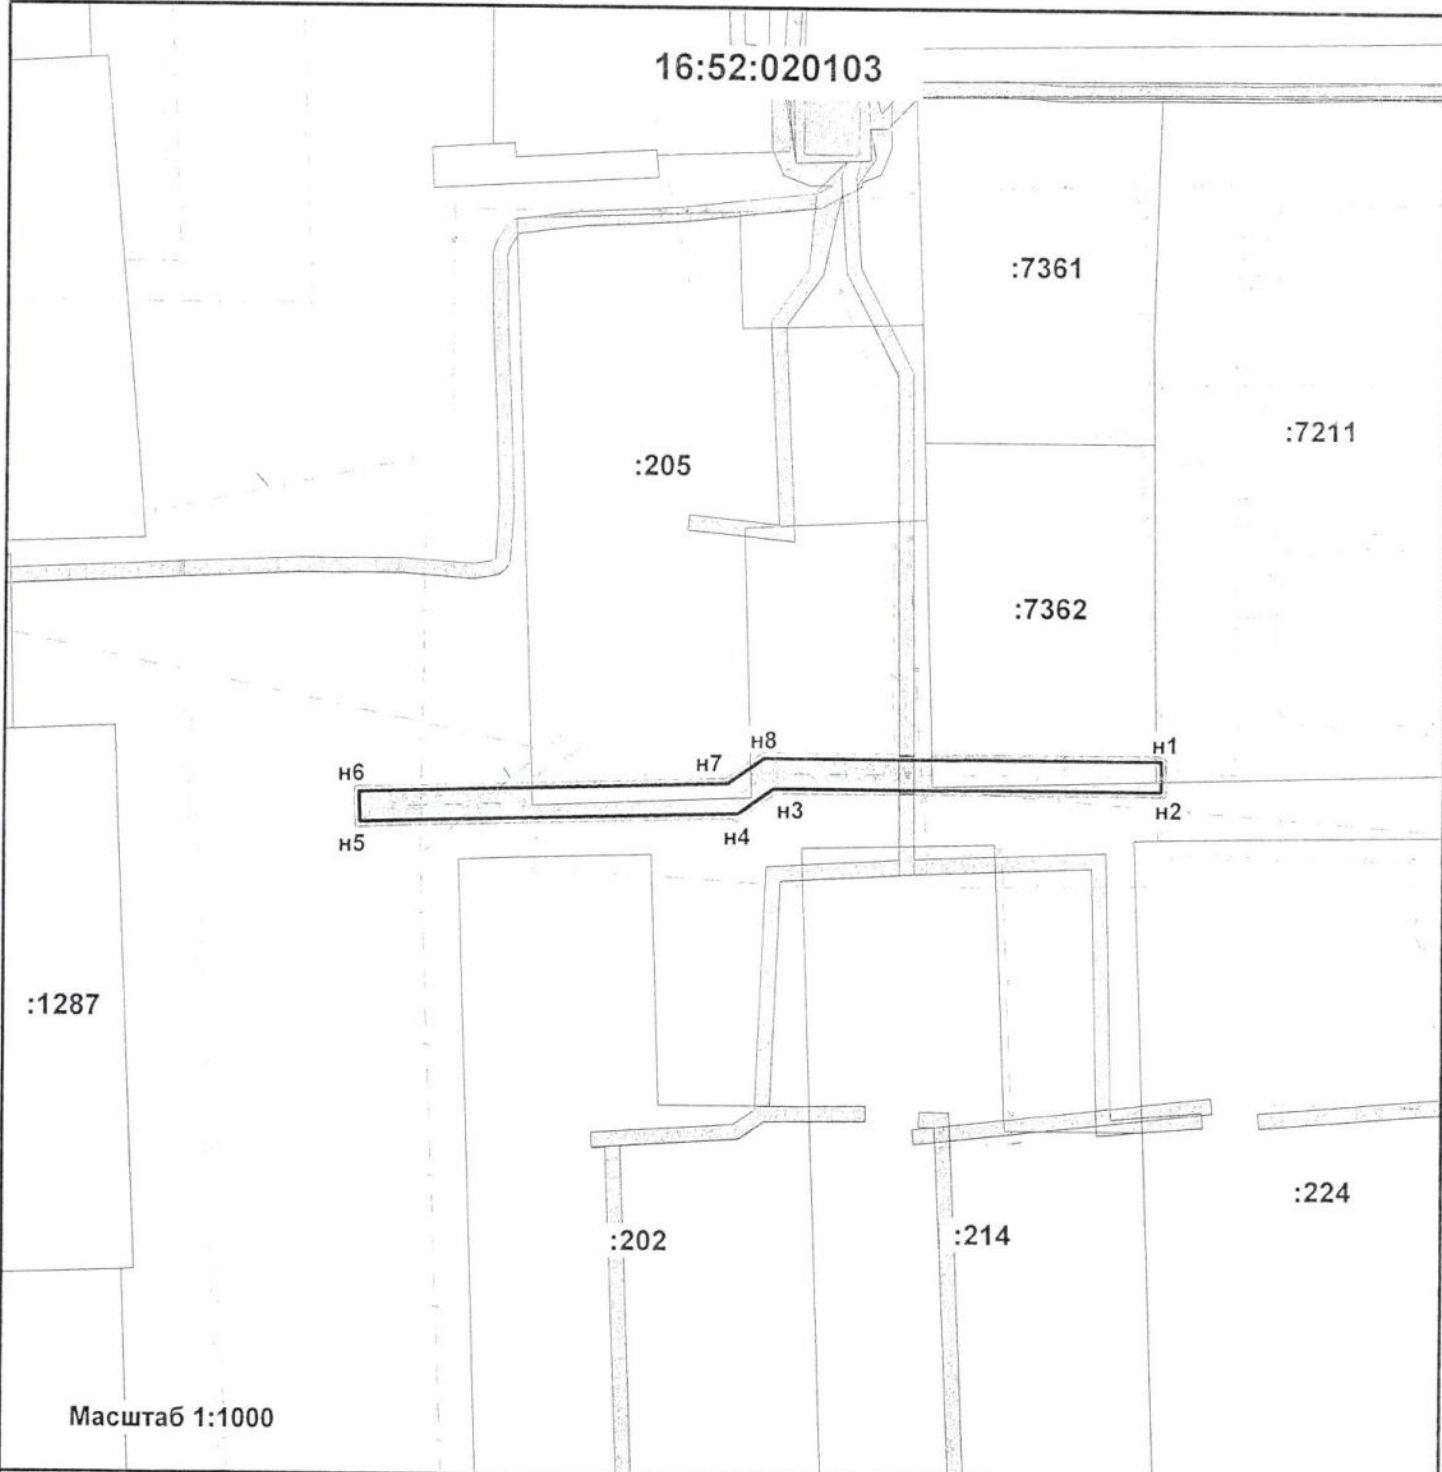 16:52:020103
:7361
:7211
:205
:7362
н8
н1
н7
н6
н3
н2
н4
н5
:1287
:224
:202
:214
Масштаб 1:1000